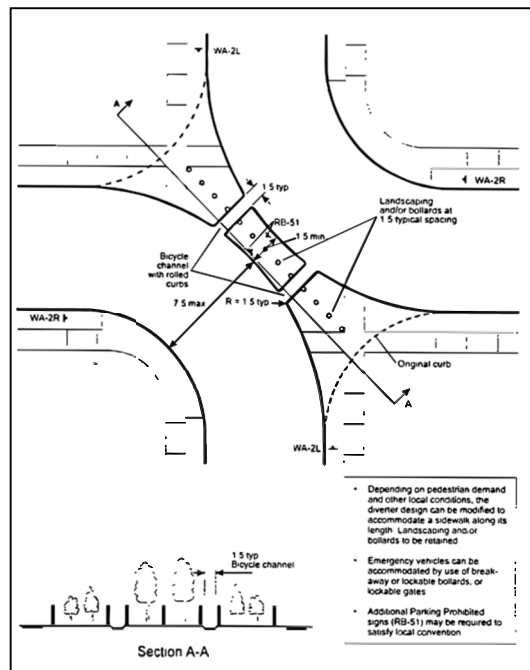 WA-2L
A
1 5 typ
WA-2R
RB-51
Landscaping
and/or bollards at
1 5 typical spacing
1 5 min
Bicycle
channel
with rolled
curbs
7 5 max
R = 1 5 typ
WA-2R
Original curb
A
WA-2L
• Depending on pedestrian demand
and other local conditions, the
diverter design can be modified to
accommodate a sidewalk along its
length Landscaping and/or
bollards to be retained
• Emergency vehicles can be
accommodated by use of break-
away or lockable bollards, or
lockable gates
• Additional Parking Prohibited
signs (RB-51) may be required to
satisfy local convention
1 5 typ
Bicycle channel
Section A-A